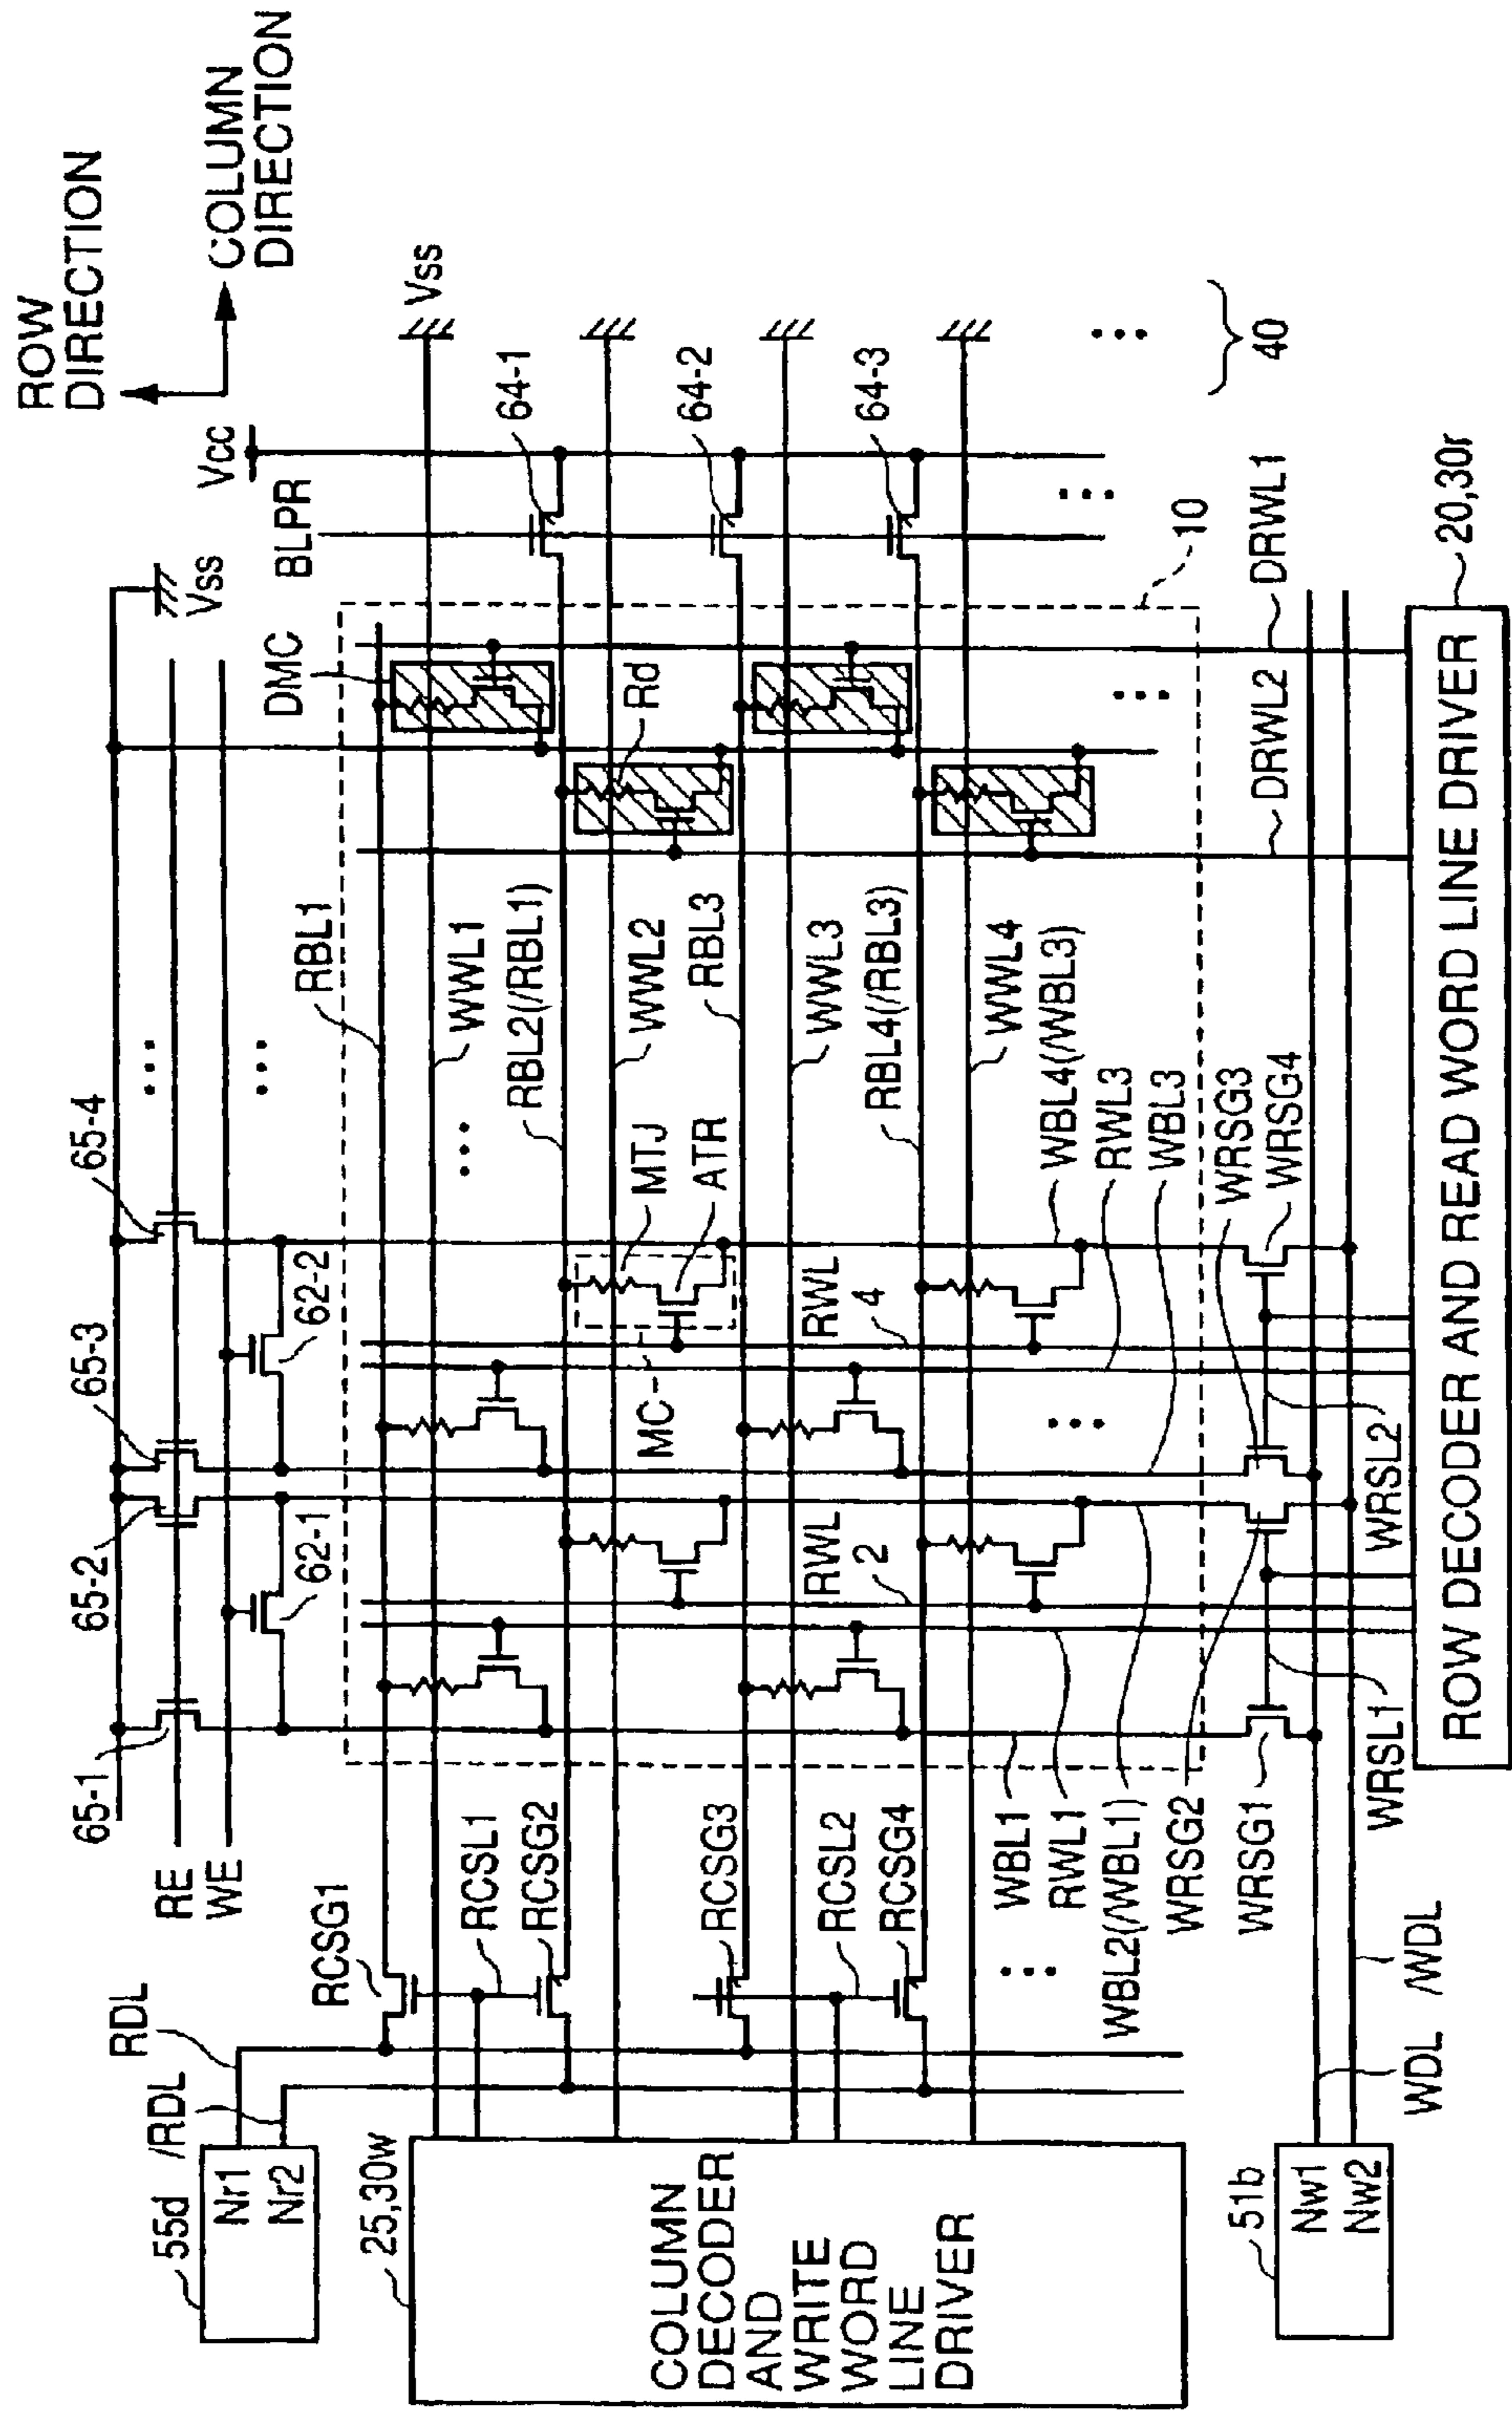 ROW
DIRECTION
COLUMN
DIRECTION
Vss
Vcc
BLPR
Vss
64-1
64-2
64-3
40
10
20,30r
DRWL1
DRWL2
DMC
Rd
RBL1
WWL1
RBL2(/RBL1)
WWL2
RBL3
WWL3
RBL4(/RBL3)
WWL4
WBL4(/WBL3)
RWL3
WBL3
WRSG3
WRSG4
65-4
65-3
65-2
65-1
62-2
62-1
RE
WE
MTJ
ATR
MC
RWL
4
RWL
2
WRSL2
WRSL1
ROW DECODER AND READ WORD LINE DRIVER
RCSG1
RCSL1
RCSG2
RCSG3
RCSL2
RCSG4
WBL1
RWL1
WBL2(/WBL1)
WRSG2
WRSG1
RDL
/RDL
55d
Nr1
Nr2
25,30w
COLUMN
DECODER
AND
WRITE
WORD
LINE
DRIVER
51b
Nw1
Nw2
WDL
/WDL